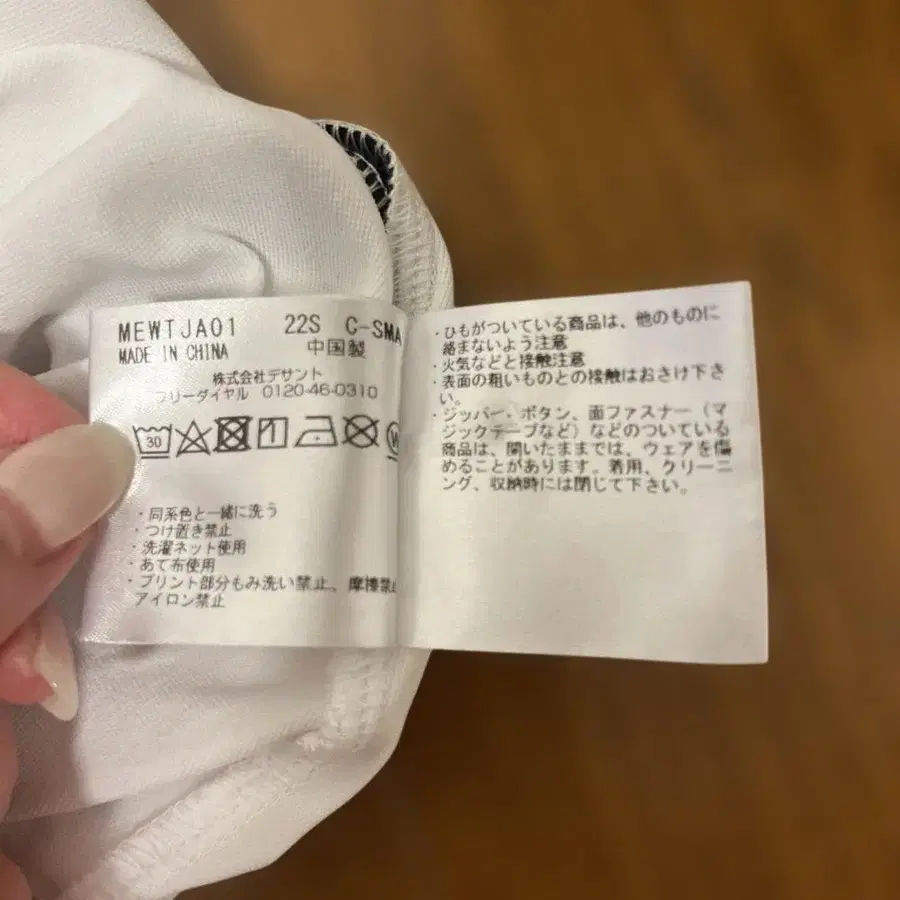 MEWTJA01 22S C-SMA
MADE IN CHINA 中国製
株式会社デサント
フリーダイヤル 0120-46-0310
30
W
・同系色と一緒に洗う
・つけ置き禁止
・洗濯ネット使用
・あて布使用
・プリント部分もみ洗い禁止、摩擦禁止
アイロン禁止
・ひもがついている商品は、他のものに
絡まないよう注意
・火気などと接触注意
・表面の粗いものとの接触はおさけ下さ
い。
・ジッパー・ボタン、面ファスナー（マ
ジックテープなど）などのついている
商品は、開いたままでは、ウェアを傷
めることがあります。着用、クリーニ
ング、収納時には閉じて下さい。